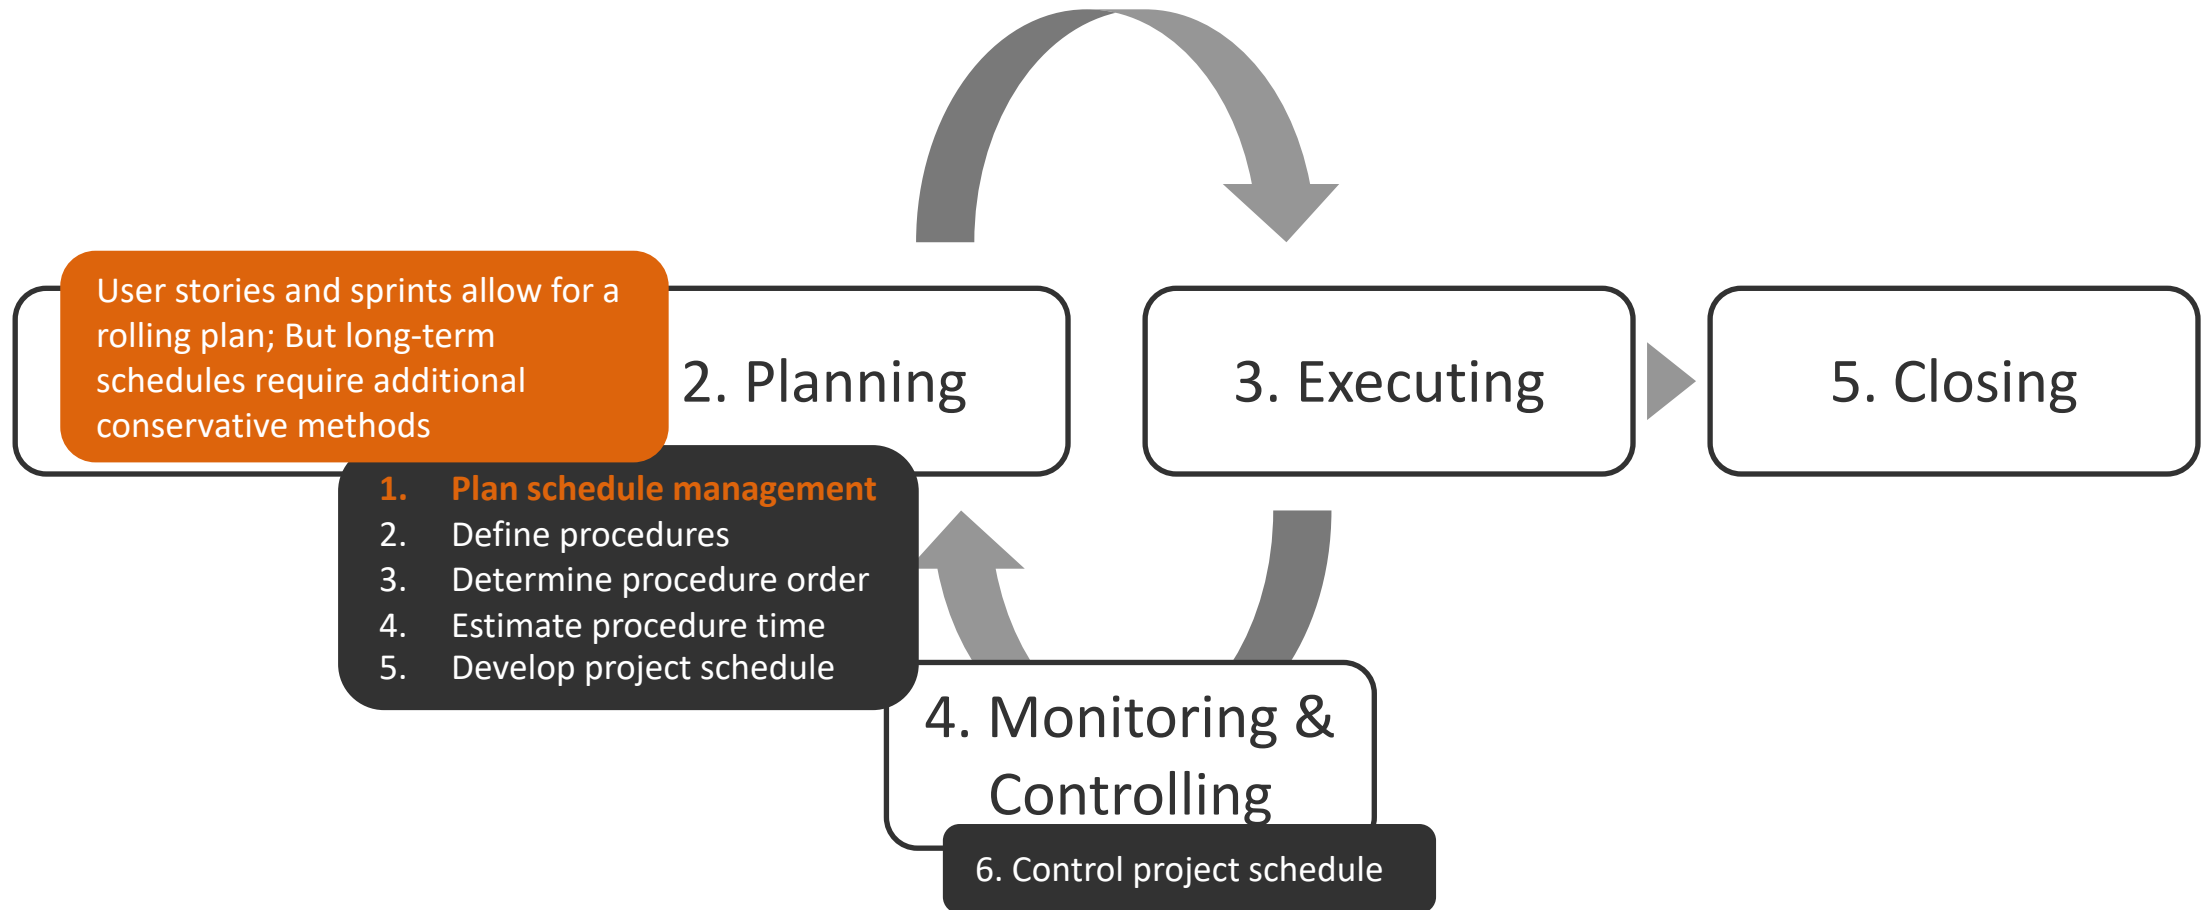 User stories and sprints allow for a
rolling plan; But long-term
schedules require additional
conservative methods
2. Planning
3. Executing
5. Closing
1. Plan schedule management
2. Define procedures
3. Determine procedure order
4. Estimate procedure time
5. Develop project schedule
4. Monitoring &
Controlling
6. Control project schedule